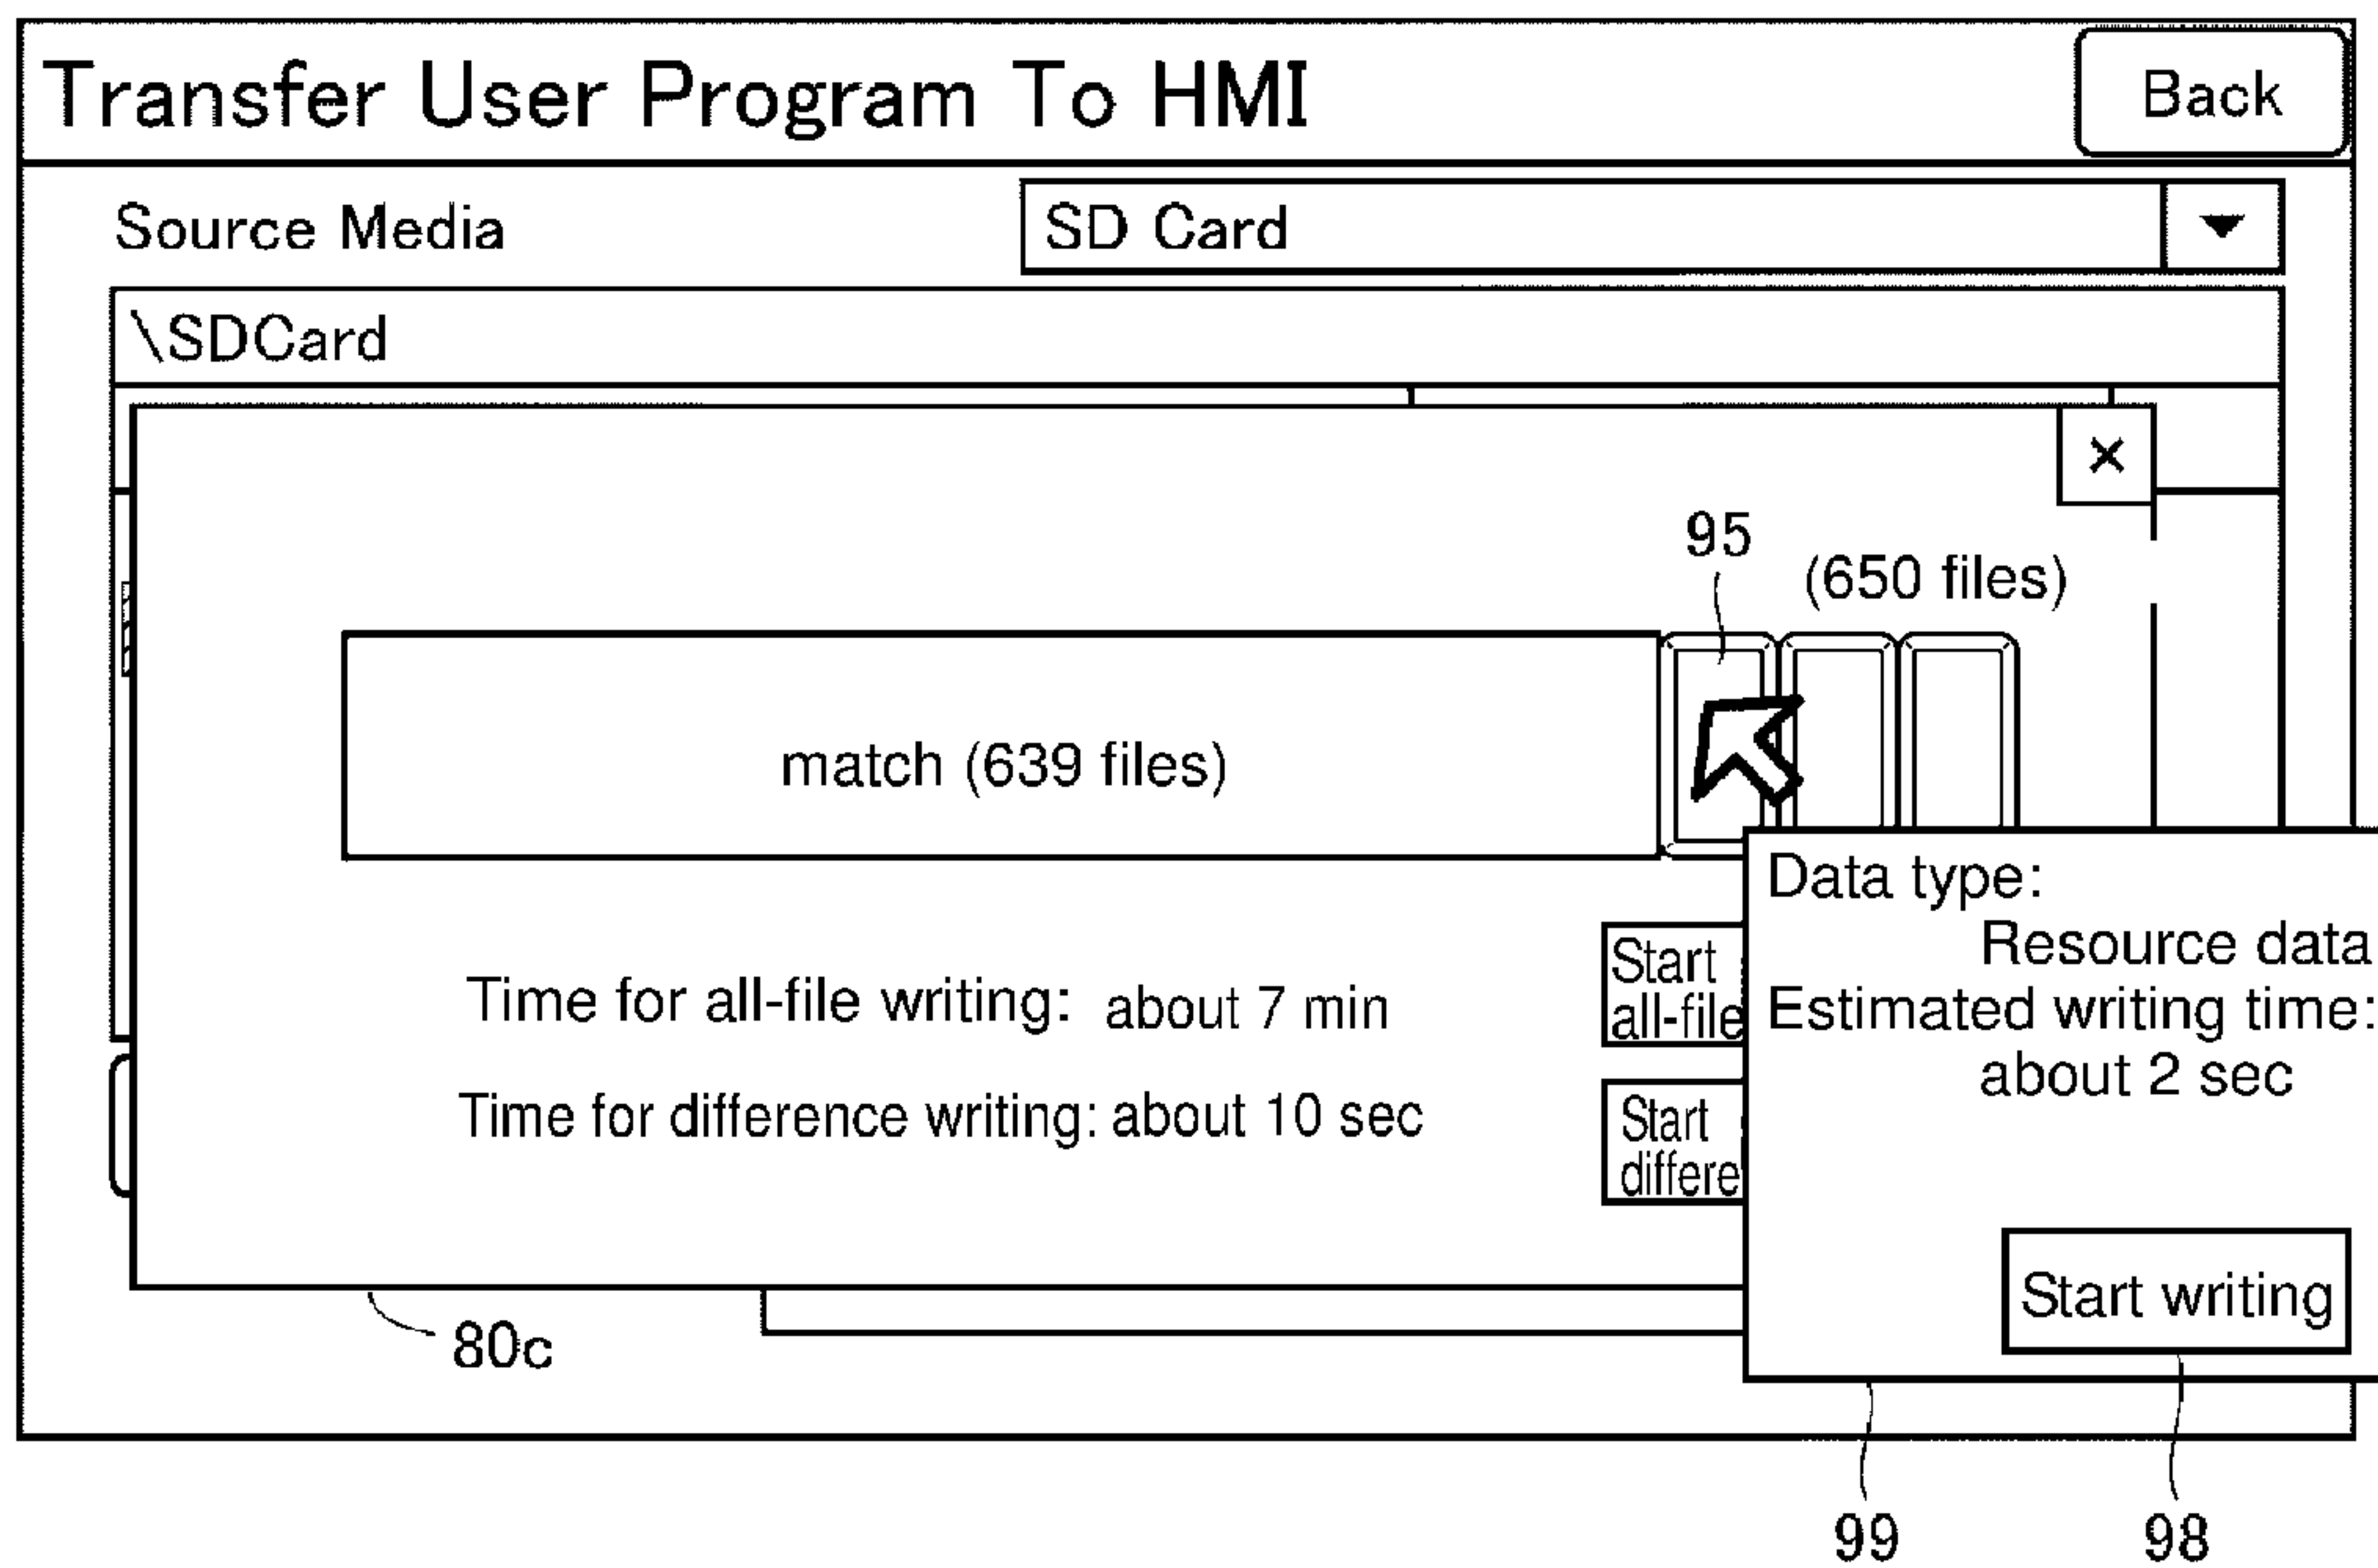 Transfer User Program To HMI
Back
Source Media
SD Card
\SDCard
×
95
(650 files)
match (639 files)
Data type:
Resource data
Estimated writing time:
about 2 sec
Time for all-file writing: about 7 min
Start
all-file
Time for difference writing: about 10 sec
Start
differe
Start writing
80c
99
98